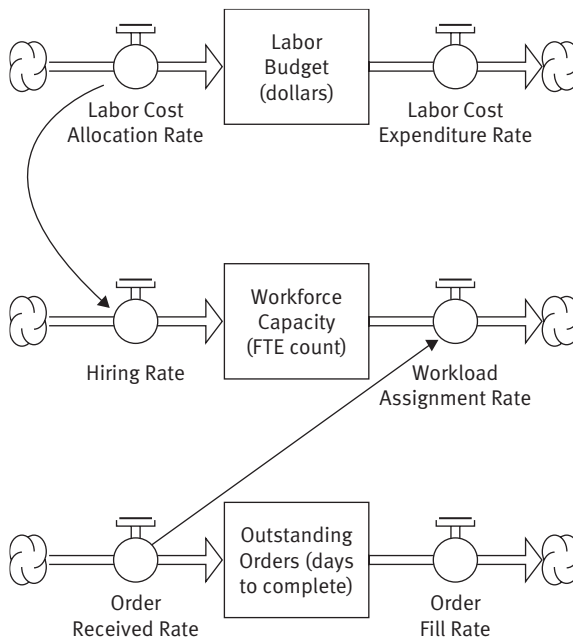 Labor
Budget
(dollars)
Labor Cost
Allocation Rate
Labor Cost
Expenditure Rate
Workforce
Capacity
(FTE count)
Hiring Rate
Workload
Assignment Rate
Outstanding
Orders (days
to complete)
Order
Received Rate
Order
Fill Rate